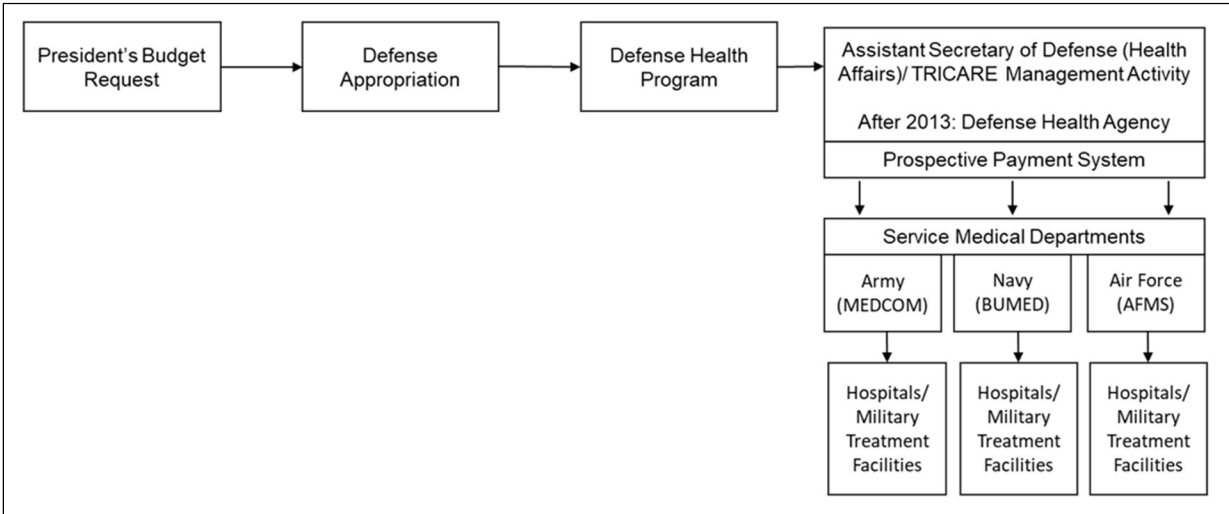 President’s Budget
Request
Defense
Appropriation
Defense Health
Program
Assistant Secretary of Defense (Health
Affairs)/ TRICARE Management Activity
After 2013: Defense Health Agency
Prospective Payment System
Service Medical Departments
Army
(MEDCOM)
Navy
(BUMED)
Air Force
(AFMS)
Hospitals/
Military
Treatment
Facilities
Hospitals/
Military
Treatment
Facilities
Hospitals/
Military
Treatment
Facilities